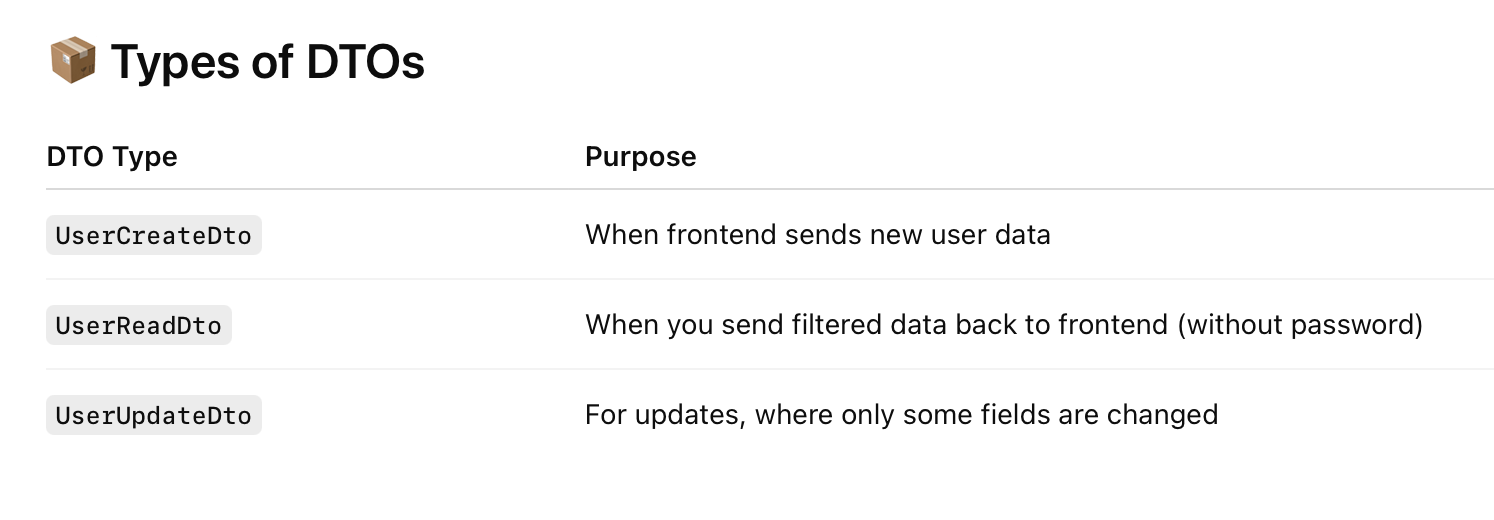 📦 Types of DTOs
DTO Type Purpose
UserCreateDto When frontend sends new user data
UserReadDto When you send filtered data back to frontend (without password)
UserUpdateDto For updates, where only some fields are changed